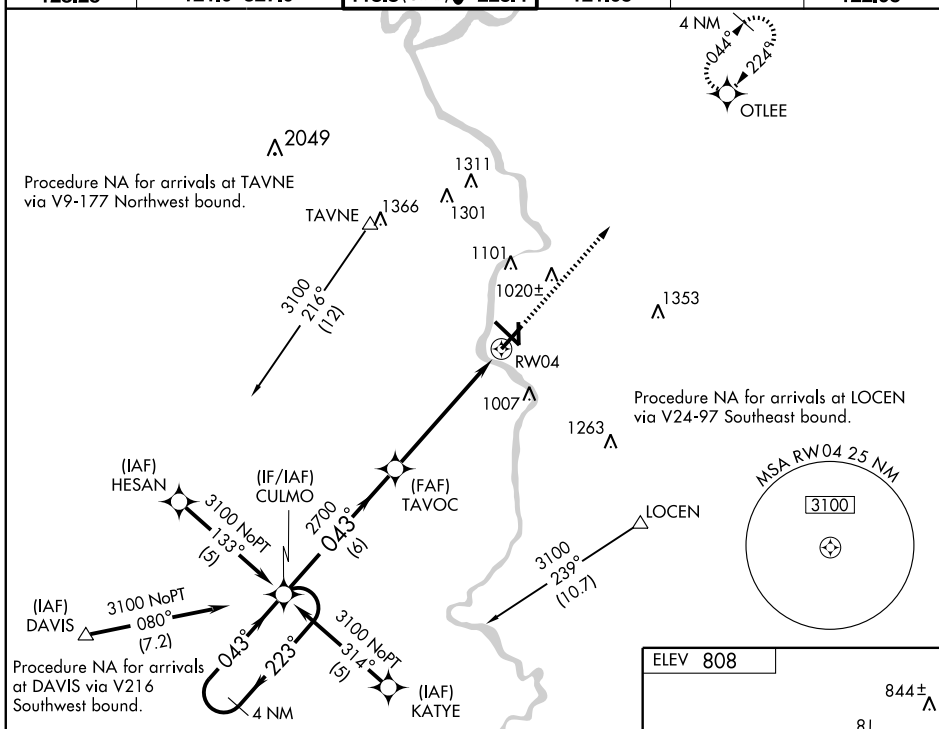 4 NM
044°
224°
OTLEE
2049
Procedure NA for arrivals at TAVNE
via V9-177 Northwest bound.
1311
1301
TAVNE
1366
1101
1020±
3100
216°
(12)
1353
RW04
1007
Procedure NA for arrivals at LOCEN
via V24-97 Southeast bound.
1263
MSA RW04 25 NM
3100
(IAF)
HESAN
(IF/IAF)
CULMO
(FAF)
TAVOC
3100 NoPT
133°
(5)
2700
043°
(6)
LOCEN
3100
239°
(10.7)
(IAF)
DAVIS
3100 NoPT
080°
(7.2)
043°
223°
3100 NoPT
314°
(5)
Procedure NA for arrivals
at DAVIS via V216
Southwest bound.
4 NM
(IAF)
KATYE
ELEV 808
844±